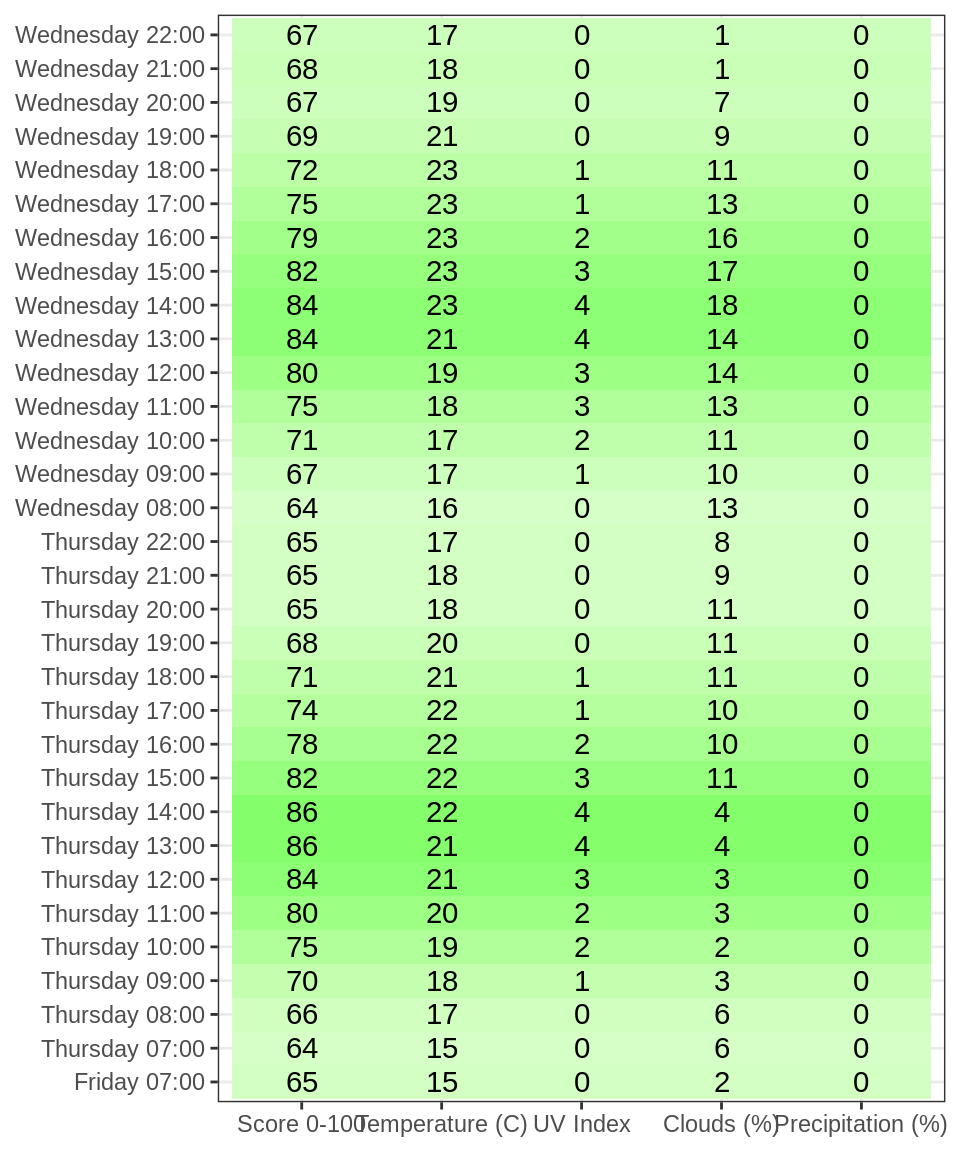 Wednesday 22:00 67 17 0 1 0
Wednesday 21:00 68 18 0 1 0
Wednesday 20:00 67 19 0 7 0
Wednesday 19:00 69 21 0 9 0
Wednesday 18:00 72 23 1 11 0
Wednesday 17:00 75 23 1 13 0
Wednesday 16:00 79 23 2 16 0
Wednesday 15:00 82 23 3 17 0
Wednesday 14:00 84 23 4 18 0
Wednesday 13:00 84 21 4 14 0
Wednesday 12:00 80 19 3 14 0
Wednesday 11:00 75 18 3 13 0
Wednesday 10:00 71 17 2 11 0
Wednesday 09:00 67 17 1 10 0
Wednesday 08:00 64 16 0 13 0
Thursday 22:00 65 17 0 8 0
Thursday 21:00 65 18 0 9 0
Thursday 20:00 65 18 0 11 0
Thursday 19:00 68 20 0 11 0
Thursday 18:00 71 21 1 11 0
Thursday 17:00 74 22 1 10 0
Thursday 16:00 78 22 2 10 0
Thursday 15:00 82 22 3 11 0
Thursday 14:00 86 22 4 4 0
Thursday 13:00 86 21 4 4 0
Thursday 12:00 84 21 3 3 0
Thursday 11:00 80 20 2 3 0
Thursday 10:00 75 19 2 2 0
Thursday 09:00 70 18 1 3 0
Thursday 08:00 66 17 0 6 0
Thursday 07:00 64 15 0 6 0
Friday 07:00 65 15 0 2 0
Score 0-100 Temperature (C) UV Index Clouds (%) Precipitation (%)